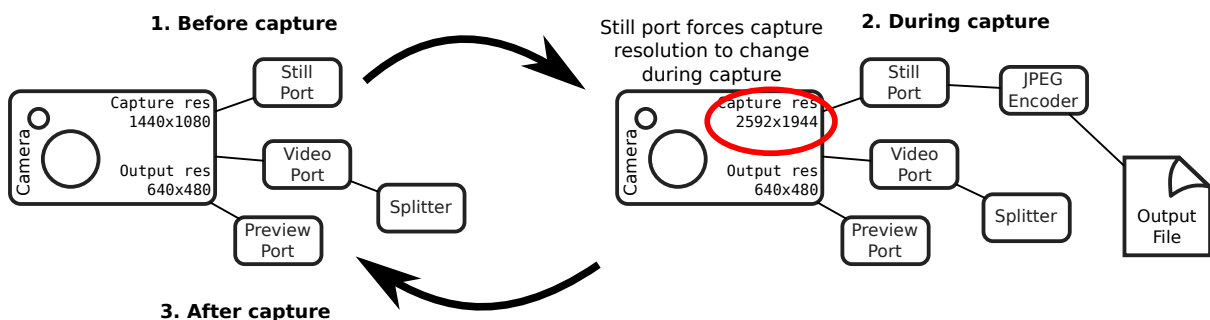 1. Before capture
Still
Port
Capture res
1440x1080
Camera
Output res
640x480
Video
Port
Splitter
Preview
Port
3. After capture
Still port forces capture
resolution to change
during capture
2. During capture
Still
Port
JPEG
Encoder
Capture res
2592x1944
Camera
Output res
640x480
Video
Port
Splitter
Preview
Port
Output
File